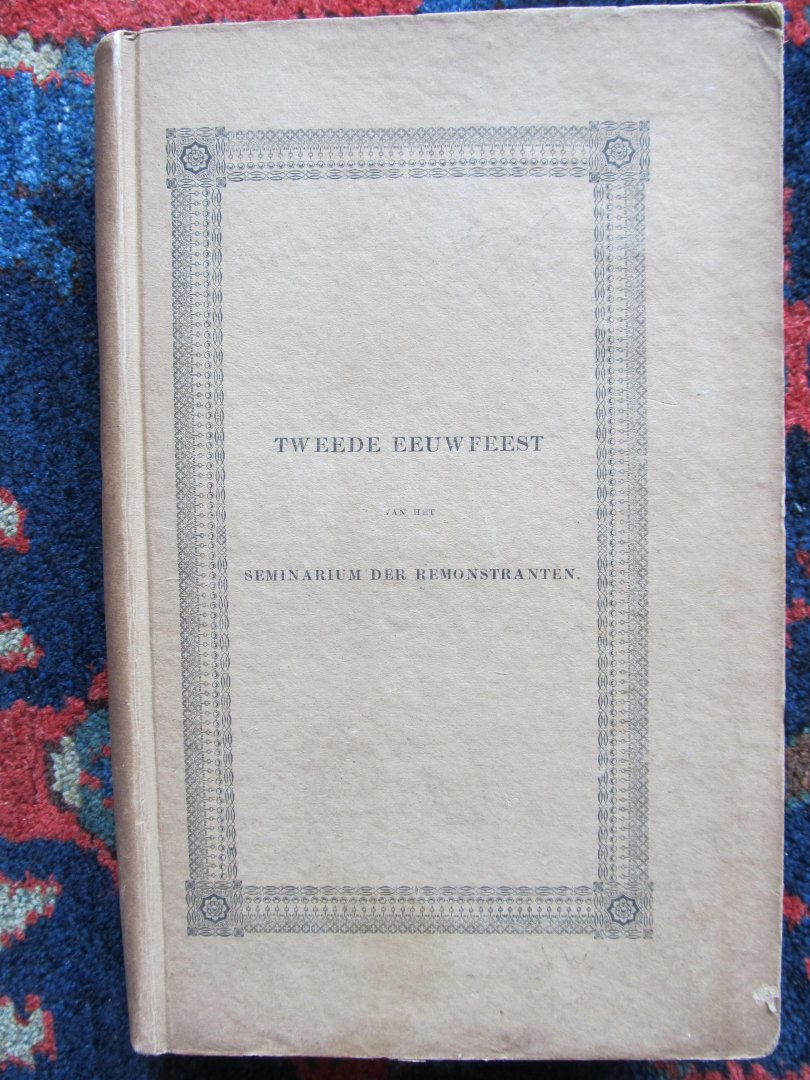 TWEEDE EEUWFEEST
VAN HET
SEMINARIUM DER REMONSTRANTEN.